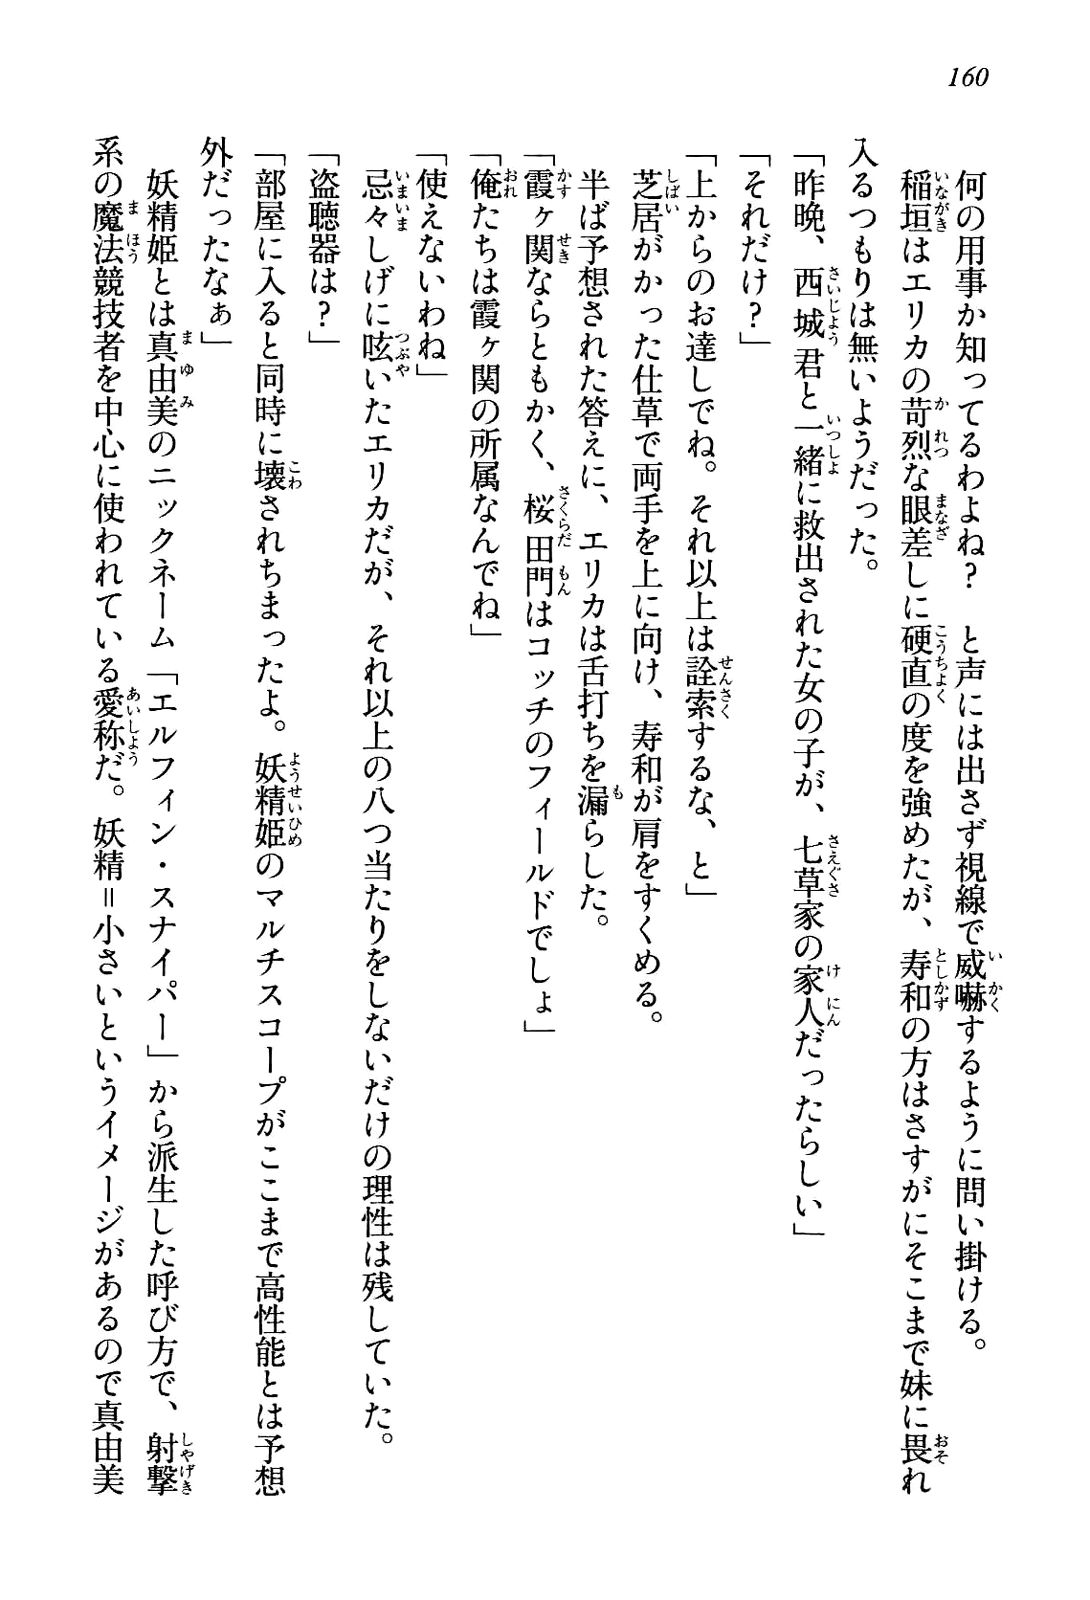 160
何の用事か知ってるわよね？　と声には出さず視線で威嚇するように問い掛ける。
稲垣はエリカの苛烈な眼差しに硬直の度を強めたが、寿和の方はさすがにそこまで妹に畏れ
入るつもりは無いようだった。
「昨晩、西城君と一緒に救出された女の子が、七草家の家人だったらしい」
「それだけ？」
「上からのお達しでね。それ以上は詮索するな、と」
芝居がかった仕草で両手を上に向け、寿和が肩をすくめる。
半ば予想された答えに、エリカは舌打ちを漏らした。
「霞ヶ関ならともかく、桜田門はコッチのフィールドでしょ」
「俺たちは霞ヶ関の所属なんでね」
「使えないわね」
忌々しげに呟いたエリカだが、それ以上の八つ当たりをしないだけの理性は残していた。
「盗聴器は？」
「部屋に入ると同時に壊されちまったよ。妖精姫のマルチスコープがここまで高性能とは予想
外だったなぁ」
妖精姫とは真由美のニックネーム「エルフィン・スナイパー」から派生した呼び方で、射撃
系の魔法競技者を中心に使われている愛称だ。妖精＝小さいというイメージがあるので真由美